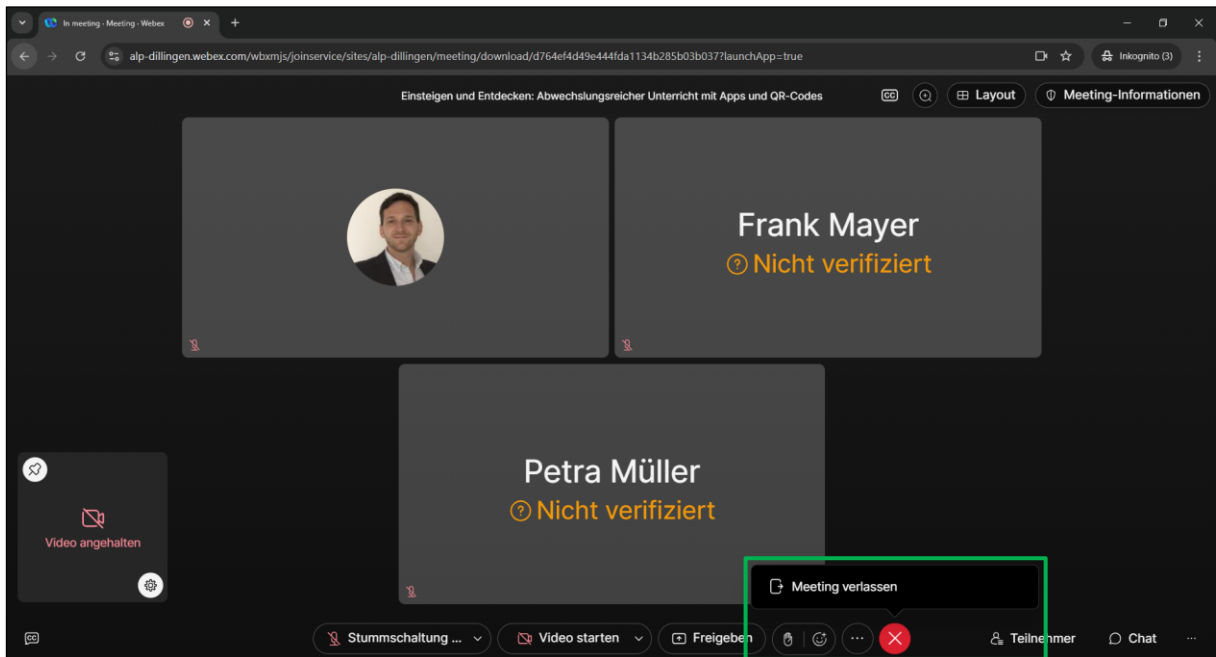 In meeting - Meeting - Webex
alp-dillingen.webex.com/wbxmjs/joinservice/sites/alp-dillingen/meeting/download/d764ef4d49e444fda1134b285b03b037?launchApp=true
Inkognito (3)
Einsteigen und Entdecken: Abwechslungsreicher Unterricht mit Apps und QR-Codes
CC
Layout
Meeting-Informationen
Frank Mayer
Nicht verifiziert
Petra Müller
Nicht verifiziert
Video angehalten
Meeting verlassen
CC
Stummschaltung ...
Video starten
Freigeben
Teilnehmer
Chat